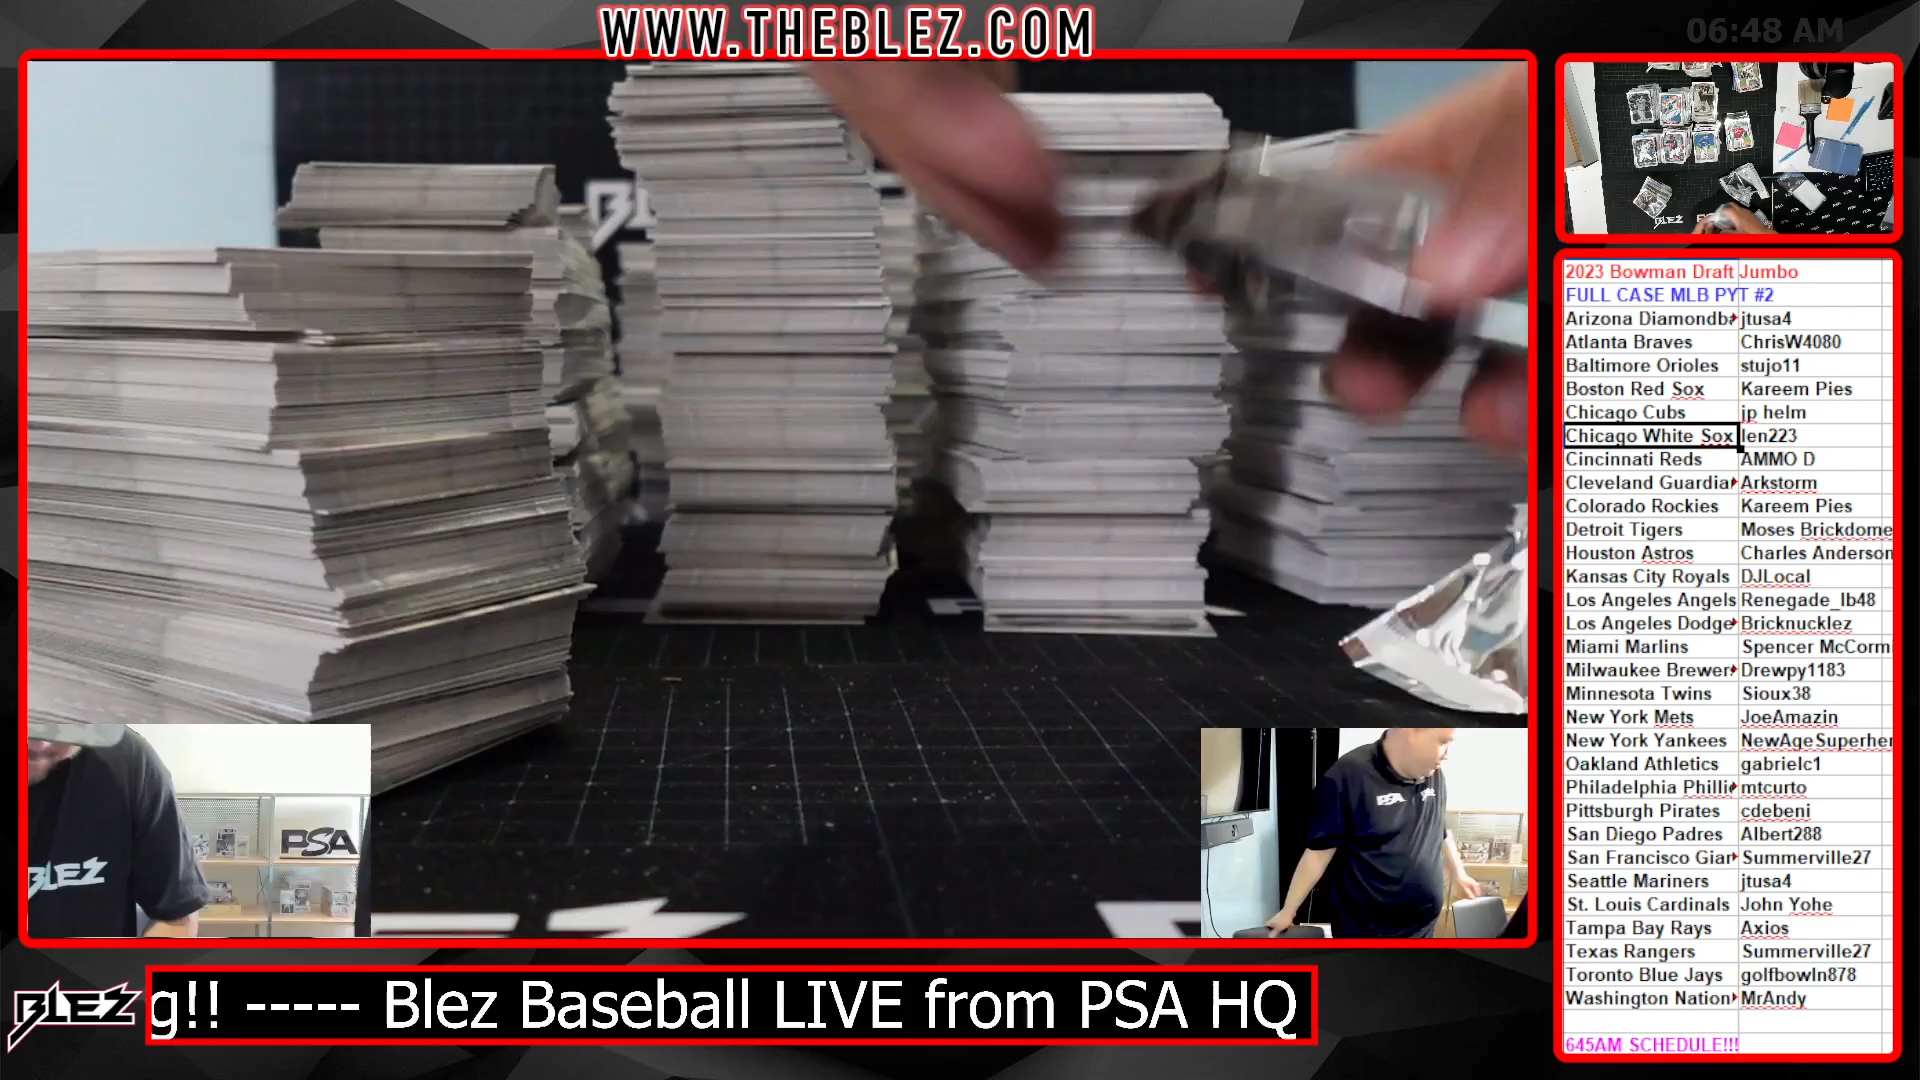 WWW.THEBLEZ.COM
06:48 AM
2023 Bowman Draft Jumbo
FULL CASE MLB PYT #2
Arizona Diamondba jtusa4
Atlanta Braves ChrisW4080
Baltimore Orioles stujo11
Boston Red Sox Kareem Pies
Chicago Cubs jp helm
Chicago White Sox len223
Cincinnati Reds AMMO D
Cleveland Guardia Arkstorm
Colorado Rockies Kareem Pies
Detroit Tigers Moses Brickdome
Houston Astros Charles Anderson
Kansas City Royals DJLocal
Los Angeles Angels Renegade_lb48
Los Angeles Dodge Bricknucklez
Miami Marlins Spencer McCormi
Milwaukee Brewer Drewpy1183
Minnesota Twins Sioux38
New York Mets JoeAmazin
New York Yankees NewAgeSuperher
Oakland Athletics gabrielc1
Philadelphia Phillie mtcurto
Pittsburgh Pirates cdebeni
San Diego Padres Albert288
San Francisco Gian Summerville27
Seattle Mariners jtusa4
St. Louis Cardinals John Yohe
Tampa Bay Rays Axios
Texas Rangers Summerville27
Toronto Blue Jays golfbowln878
Washington Nation MrAndy
645AM SCHEDULE!!!
BLEZ
PSA
PSA BLEZ
BLEZ g!! ----- Blez Baseball LIVE from PSA HQ